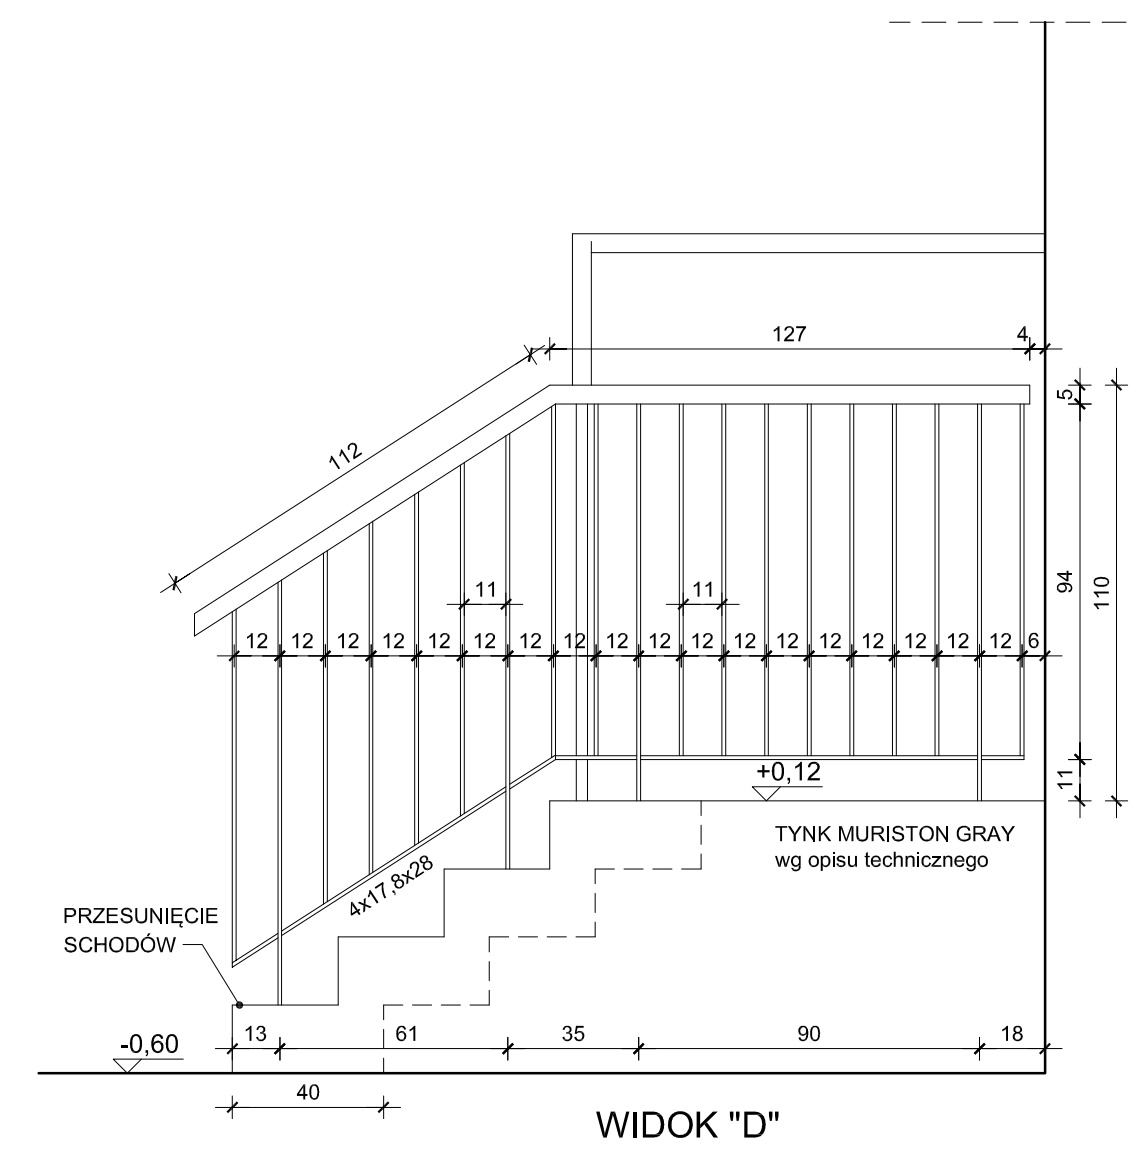 127 4
5
112
94
110
11 11
12 12 12 12 12 12 12 12 12 12 12 12 12 12 12 12 12 12 6
+0,12
11
TYNK MURISTON GRAY
wg opisu technicznego
4x17,8x28
PRZESUNIĘCIE
SCHODÓW
13 61 35 90 18
-0,60
40
WIDOK "D"